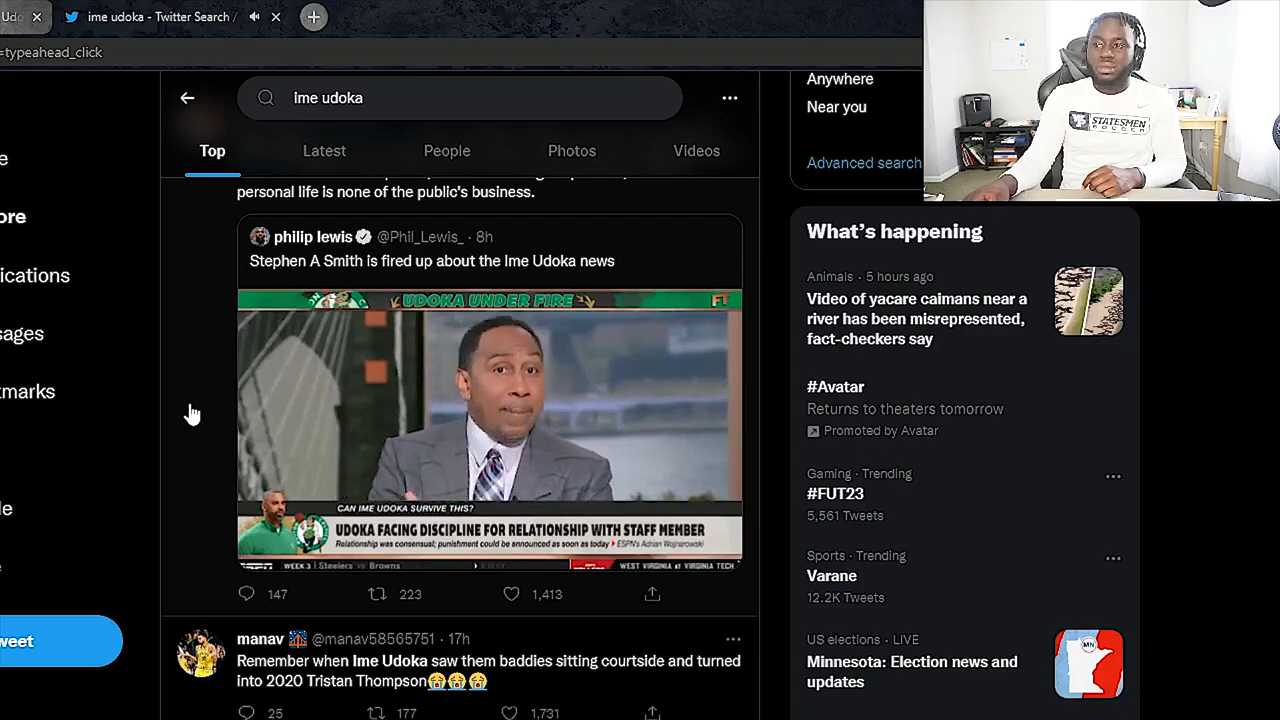 Udo
ime udoka - Twitter Search /
=typeahead_click
ime udoka
Top
Latest
People
Photos
Videos
personal life is none of the public's business.
philip lewis @Phil_Lewis_ · 8h
Stephen A Smith is fired up about the Ime Udoka news
UDOKA UNDER FIRE
FT
CAN IME UDOKA SURVIVE THIS?
UDOKA FACING DISCIPLINE FOR RELATIONSHIP WITH STAFF MEMBER
Relationship was consensual; punishment could be announced as soon as today ▸ ESPN's Adrian Wojnarowski
WEEK 3 | Steelers vs Browns
WEST VIRGINIA at VIRGINIA TECH
147
223
1,413
manav @manav58565751 · 17h
Remember when Ime Udoka saw them baddies sitting courtside and turned
into 2020 Tristan Thompson😭😭😭
25
177
1,731
e
ore
ications
sages
kmarks
le
e
weet
Anywhere
Near you
Advanced search
STATESMEN
SOCCER
What's happening
Animals · 5 hours ago
Video of yacare caimans near a
river has been misrepresented,
fact-checkers say
#Avatar
Returns to theaters tomorrow
Promoted by Avatar
Gaming · Trending
#FUT23
5,561 Tweets
Sports · Trending
Varane
12.2K Tweets
US elections · LIVE
Minnesota: Election news and
updates
MN